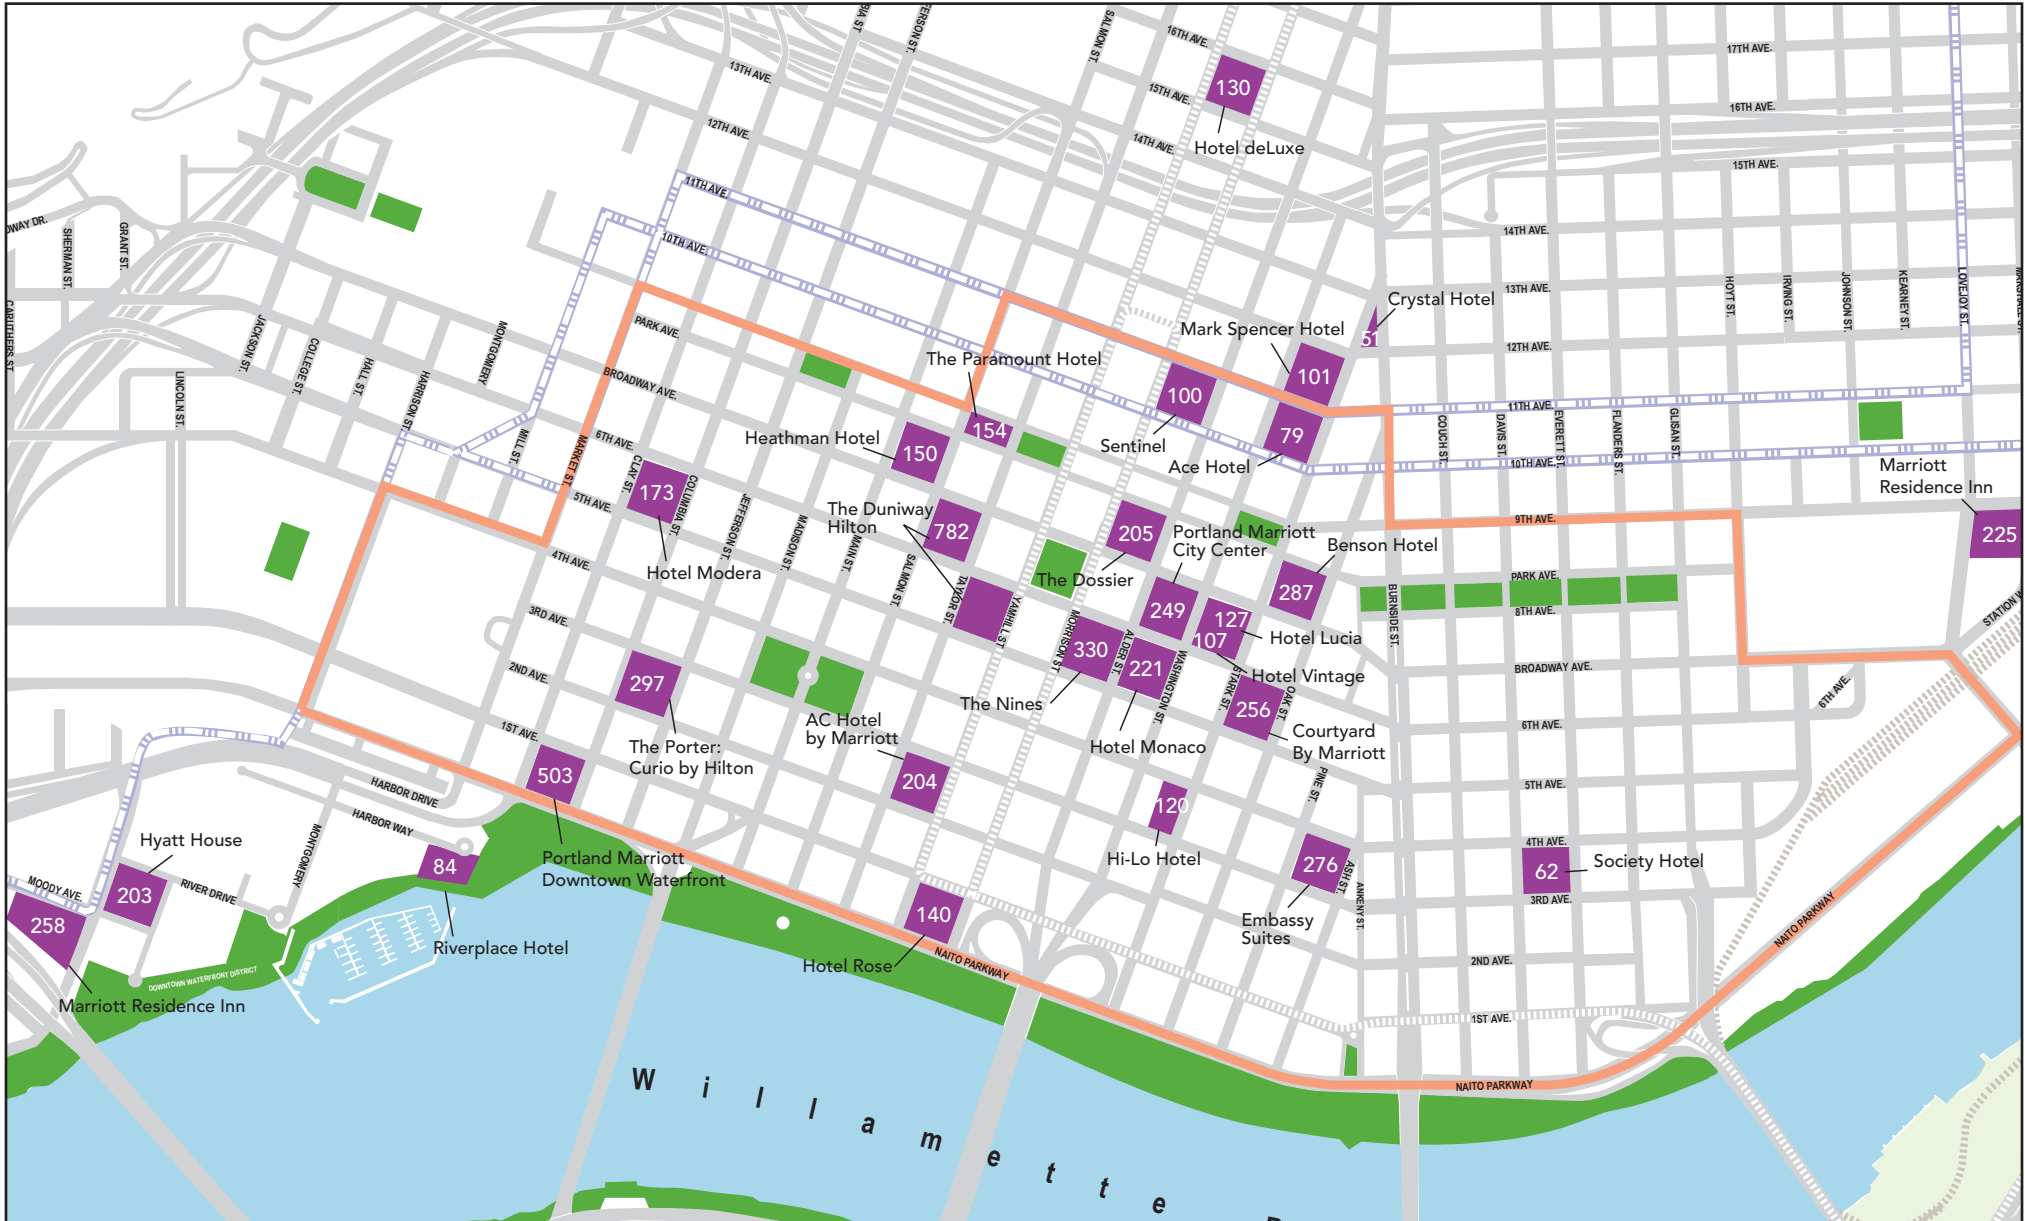 BIA ST
FERSON ST.
SALMON ST.
16TH AVE.
17TH AVE.
13TH AVE.
130
15TH AVE.
16TH AVE.
12TH AVE.
14TH AVE.
Hotel deLuxe
15TH AVE.
11TH AVE.
OWAY DR.
SHERMAN ST.
GRANT ST.
10TH AVE.
14TH AVE.
13TH AVE.
HOYT ST.
IRVING ST.
JOHNSON ST.
KEARNEY ST.
LOVEJOY ST.
CARUTHERS ST
JACKSON ST.
COLLEGE ST.
HALL ST.
HARRISON ST.
MONTGOMERY
PARK AVE.
Crystal Hotel
51
Mark Spencer Hotel
12TH AVE.
The Paramount Hotel
LINCOLN ST.
BROADWAY AVE.
101
100
11TH AVE.
154
79
Heathman Hotel
150
Sentinel
Ace Hotel
COUCH ST.
DAVIS ST.
EVERETT ST.
FLANDERS ST.
GLISAN ST.
10TH AVE.
Marriott
Residence Inn
225
MILL ST.
MARKET ST.
6TH AVE.
CLAY ST.
173
COLUMBIA ST.
5TH AVE.
JEFFERSON ST.
MADISON ST.
MAIN ST.
SALMON ST.
The Duniway
Hilton
782
TAYLOR ST.
YAMHILL ST.
205
The Dossier
Portland Marriott
City Center
Benson Hotel
9TH AVE.
4TH AVE.
Hotel Modera
287
249
127
107
Hotel Lucia
Hotel Vintage
PARK AVE.
8TH AVE.
BURNSIDE ST.
STATION W
3RD AVE.
MORRISON ST.
330
ALDER ST.
221
WASHINGTON ST.
STARK ST.
256
OAK ST.
BROADWAY AVE.
2ND AVE.
297
The Nines
Hotel Monaco
Courtyard
By Marriott
6TH AVE.
6TH AVE.
1ST AVE.
AC Hotel
by Marriott
The Porter:
Curio by Hilton
503
204
PINE ST.
5TH AVE.
HARBOR DRIVE
HARBOR WAY
120
Hi-Lo Hotel
4TH AVE.
Hyatt House
MONTGOMERY
84
Portland Marriott
Downtown Waterfront
276
ASH ST.
ANKENY ST.
62
Society Hotel
MOODY AVE.
203
RIVER DRIVE
3RD AVE.
258
Riverplace Hotel
140
Hotel Rose
NAITO PARKWAY
Embassy
Suites
NAITO PARKWAY
2ND AVE.
DOWNTOWN WATERFRONT DISTRICT
Marriott Residence Inn
1ST AVE.
NAITO PARKWAY
Willamette